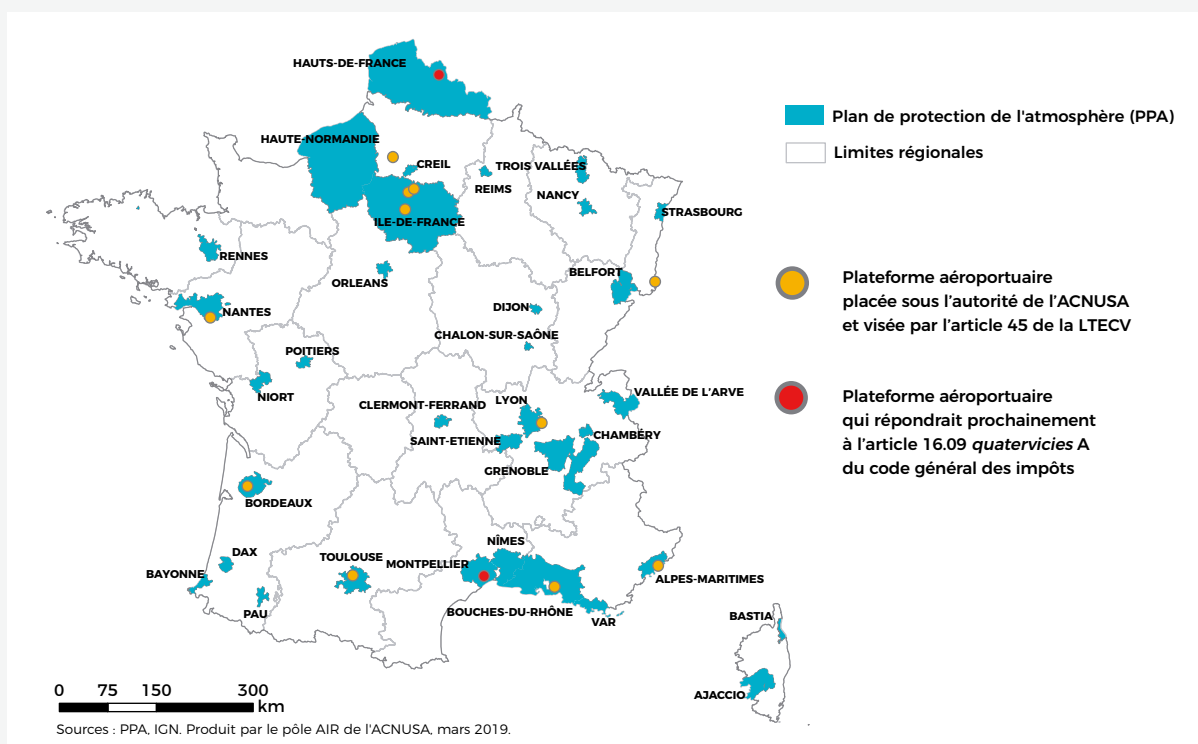 HAUTS-DE-FRANCE
HAUTE-NORMANDIE
CREIL
TROIS VALLÉES
REIMS
NANCY
STRASBOURG
ILE-DE-FRANCE
RENNES
ORLEANS
BELFORT
NANTES
DIJON
CHALON-SUR-SAÔNE
POITIERS
NIORT
VALLÉE DE L'ARVE
CLERMONT-FERRAND
LYON
SAINT-ETIENNE
CHAMBÉRY
GRENOBLE
BORDEAUX
DAX
BAYONNE
PAU
TOULOUSE
MONTPELLIER
NÎMES
BOUCHES-DU-RHÔNE
VAR
ALPES-MARITIMES
BASTIA
AJACCIO
Plan de protection de l'atmosphère (PPA)
Limites régionales
Plateforme aéroportuaire
placée sous l'autorité de l'ACNUSA
et visée par l'article 45 de la LTECV
Plateforme aéroportuaire
qui répondrait prochainement
à l'article 16.09 quatervicies A
du code général des impôts
0 75 150 300
km
Sources : PPA, IGN. Produit par le pôle AIR de l'ACNUSA, mars 2019.